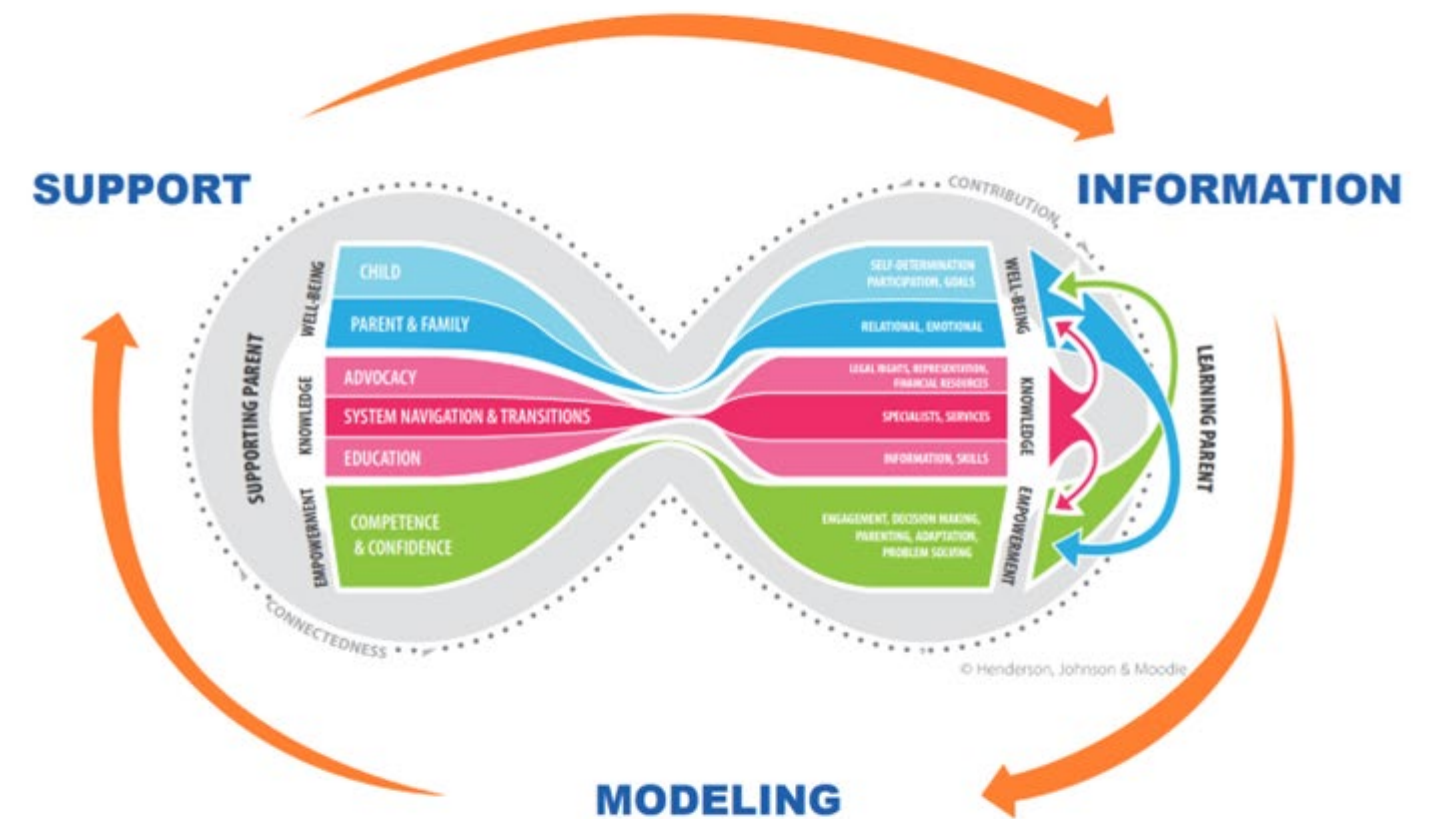 SUPPORT
INFORMATION
CONTRIBUTION
SUPPORTING PARENT
WELL-BEING
CHILD
PARENT & FAMILY
KNOWLEDGE
ADVOCACY
SYSTEM NAVIGATION & TRANSITIONS
EDUCATION
EMPOWERMENT
COMPETENCE
& CONFIDENCE
CONNECTEDNESS
SELF-DETERMINATION
PARTICIPATION, GOALS
RELATIONAL, EMOTIONAL
WELL-BEING
LEGAL RIGHTS, REPRESENTATION,
FINANCIAL RESOURCES
SPECIALISTS, SERVICES
INFORMATION, SKILLS
KNOWLEDGE
ENGAGEMENT, DECISION MAKING,
PARENTING, ADAPTATION,
PROBLEM SOLVING
EMPOWERMENT
LEARNING PARENT
© Henderson, Johnson & Moodie
MODELING